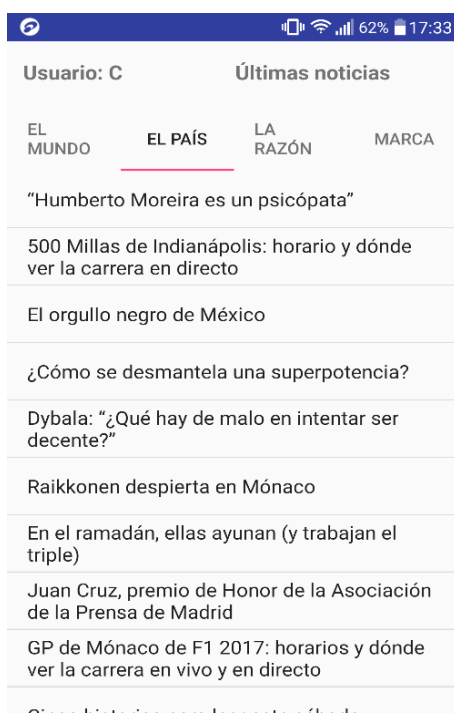 62% 17:33
Usuario: C Últimas noticias
EL MUNDO EL PAÍS LA RAZÓN MARCA
“Humberto Moreira es un psicópata”
500 Millas de Indianápolis: horario y dónde
ver la carrera en directo
El orgullo negro de México
¿Cómo se desmantela una superpotencia?
Dybala: “¿Qué hay de malo en intentar ser
decente?”
Raikkonen despierta en Mónaco
En el ramadán, ellas ayunan (y trabajan el
triple)
Juan Cruz, premio de Honor de la Asociación
de la Prensa de Madrid
GP de Mónaco de F1 2017: horarios y dónde
ver la carrera en vivo y en directo